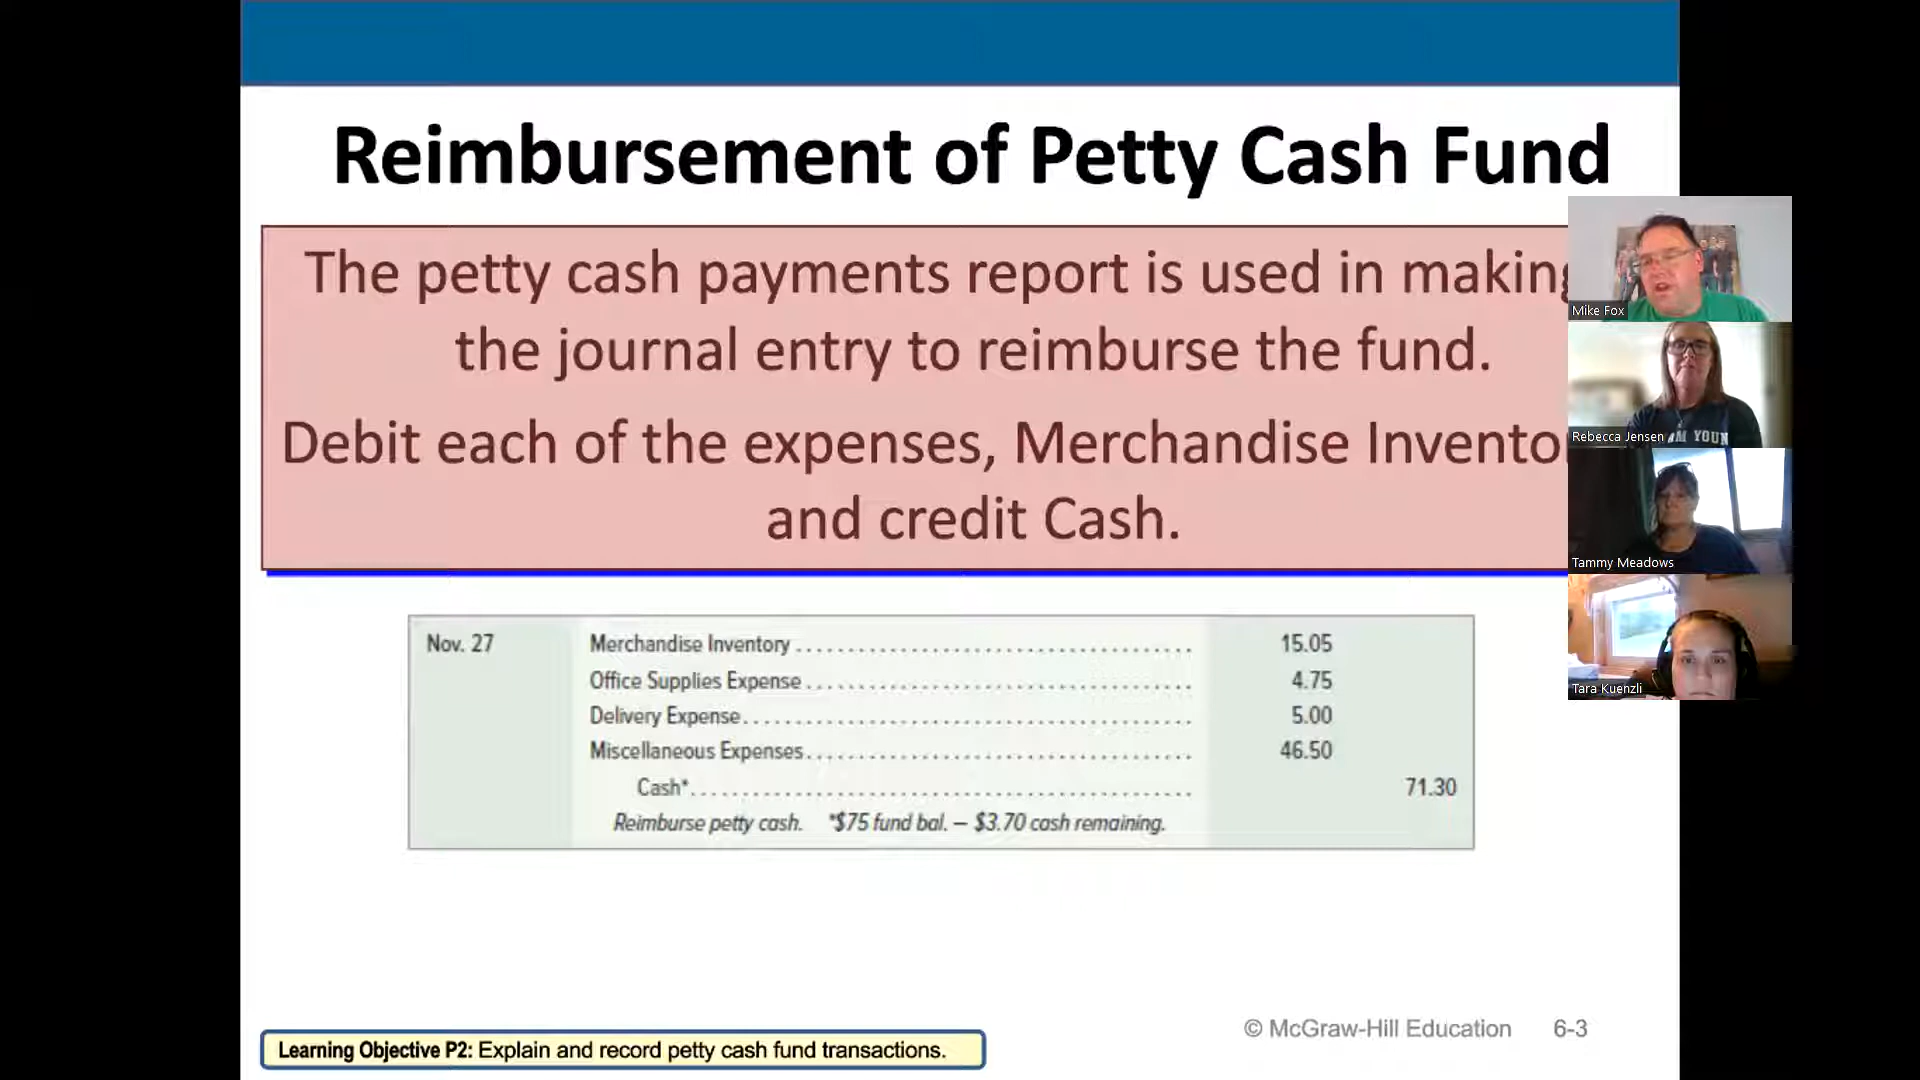 Reimbursement of Petty Cash Fund
The petty cash payments report is used in making
the journal entry to reimburse the fund.
Debit each of the expenses, Merchandise Invento
and credit Cash.
Mike Fox
Rebecca Jensen
AM YOUN
Tammy Meadows
Tara Kuenzli
Nov. 27 Merchandise Inventory 15.05
Office Supplies Expense 4.75
Delivery Expense 5.00
Miscellaneous Expenses 46.50
Cash* 71.30
Reimburse petty cash. *$75 fund bal. – $3.70 cash remaining.
© McGraw-Hill Education 6-3
Learning Objective P2: Explain and record petty cash fund transactions.